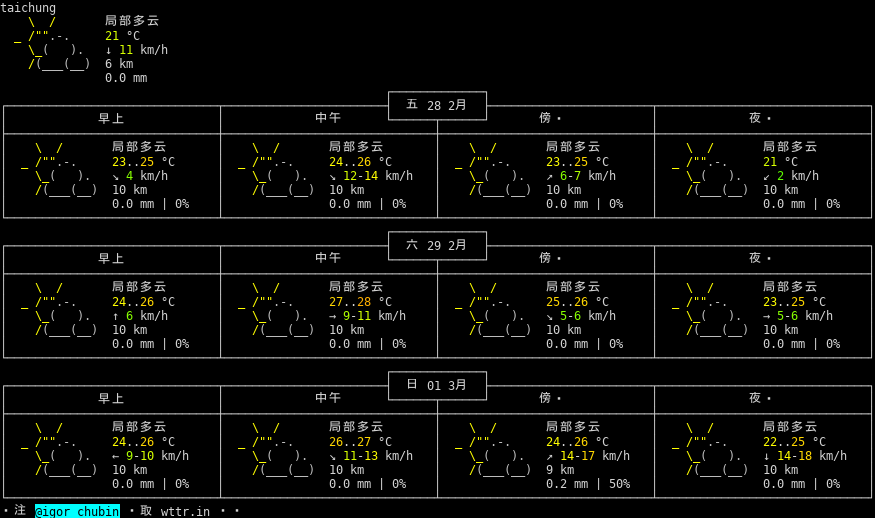 taichung
局部多云
21 °C
↓ 11 km/h
6 km
0.0 mm
五 28 2月
早上 中午 傍・ 夜・
局部多云 局部多云 局部多云 局部多云
23..25 °C 24..26 °C 23..25 °C 21 °C
↘ 4 km/h ↘ 12-14 km/h ↗ 6-7 km/h ↙ 2 km/h
10 km 10 km 10 km 10 km
0.0 mm | 0% 0.0 mm | 0% 0.0 mm | 0% 0.0 mm | 0%
六 29 2月
早上 中午 傍・ 夜・
局部多云 局部多云 局部多云 局部多云
24..26 °C 27..28 °C 25..26 °C 23..25 °C
↑ 6 km/h → 9-11 km/h ↘ 5-6 km/h → 5-6 km/h
10 km 10 km 10 km 10 km
0.0 mm | 0% 0.0 mm | 0% 0.0 mm | 0% 0.0 mm | 0%
日 01 3月
早上 中午 傍・ 夜・
局部多云 局部多云 局部多云 局部多云
24..26 °C 26..27 °C 24..26 °C 22..25 °C
← 9-10 km/h ↘ 11-13 km/h ↗ 14-17 km/h ↓ 14-18 km/h
10 km 10 km 9 km 10 km
0.0 mm | 0% 0.0 mm | 0% 0.2 mm | 50% 0.0 mm | 0%
・注 @igor_chubin ・取 wttr.in ・・